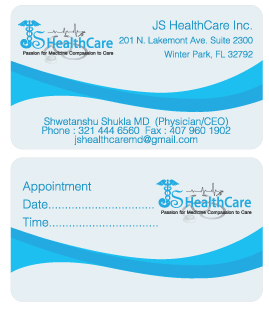 JS HealthCare
Passion for Medicine Compassion to Care
JS HealthCare Inc.
201 N. Lakemont Ave. Suite 2300
Winter Park, FL 32792
Shwetanshu Shukla MD (Physician/CEO)
Phone : 321 444 6560 Fax : 407 960 1902
jshealthcaremd@gmail.com
Appointment
Date................................
Time................................
JS HealthCare
Passion for Medicine Compassion to Care